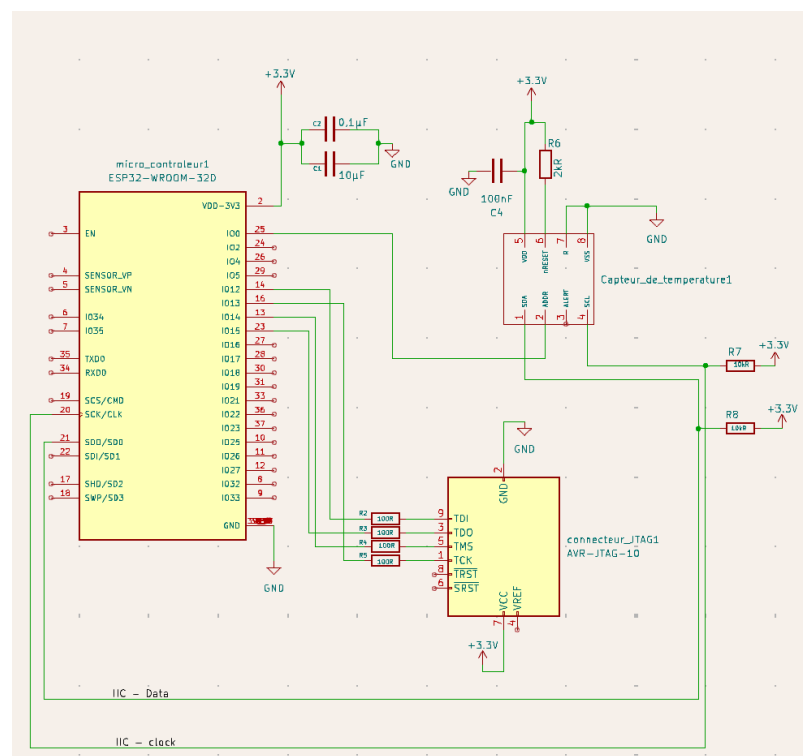 +3.3V
C2 0,1µF
C1 10µF
GND
micro_controleur1
ESP32-WROOM-32D
VDD-3V3 2
3 EN
IO0 25
IO2 24
IO4 26
IO5 29
4 SENSOR_VP
5 SENSOR_VN
IO12 14
IO13 16
IO14 13
IO15 23
6 IO34
7 IO35
IO16 27
IO17 28
IO18 30
IO19 31
35 TXD0
34 RXD0
IO21 33
IO22 36
IO23 37
19 SCS/CMD
20 SCK/CLK
IO25 10
IO26 11
IO27 12
21 SDO/SD0
22 SDI/SD1
IO32 8
IO33 9
17 SHD/SD2
18 SWP/SD3
GND
GND
+3.3V
R6
2kR
GND
100nF
C4
GND
5 6 7 8
VDD nRESET R VSS
SDA ADDR ALERT SCL
1 2 3 4
Capteur_de_temperature1
R7
10kR
+3.3V
R8
10kR
+3.3V
GND
2
GND
R2 100R 9 TDI
R3 100R 3 TDO
R4 100R 5 TMS
R5 100R 1 TCK
8 TRST
6 SRST
VCC VREF
7 4
connecteur_JTAG1
AVR-JTAG-10
+3.3V
IIC - Data
IIC - clock